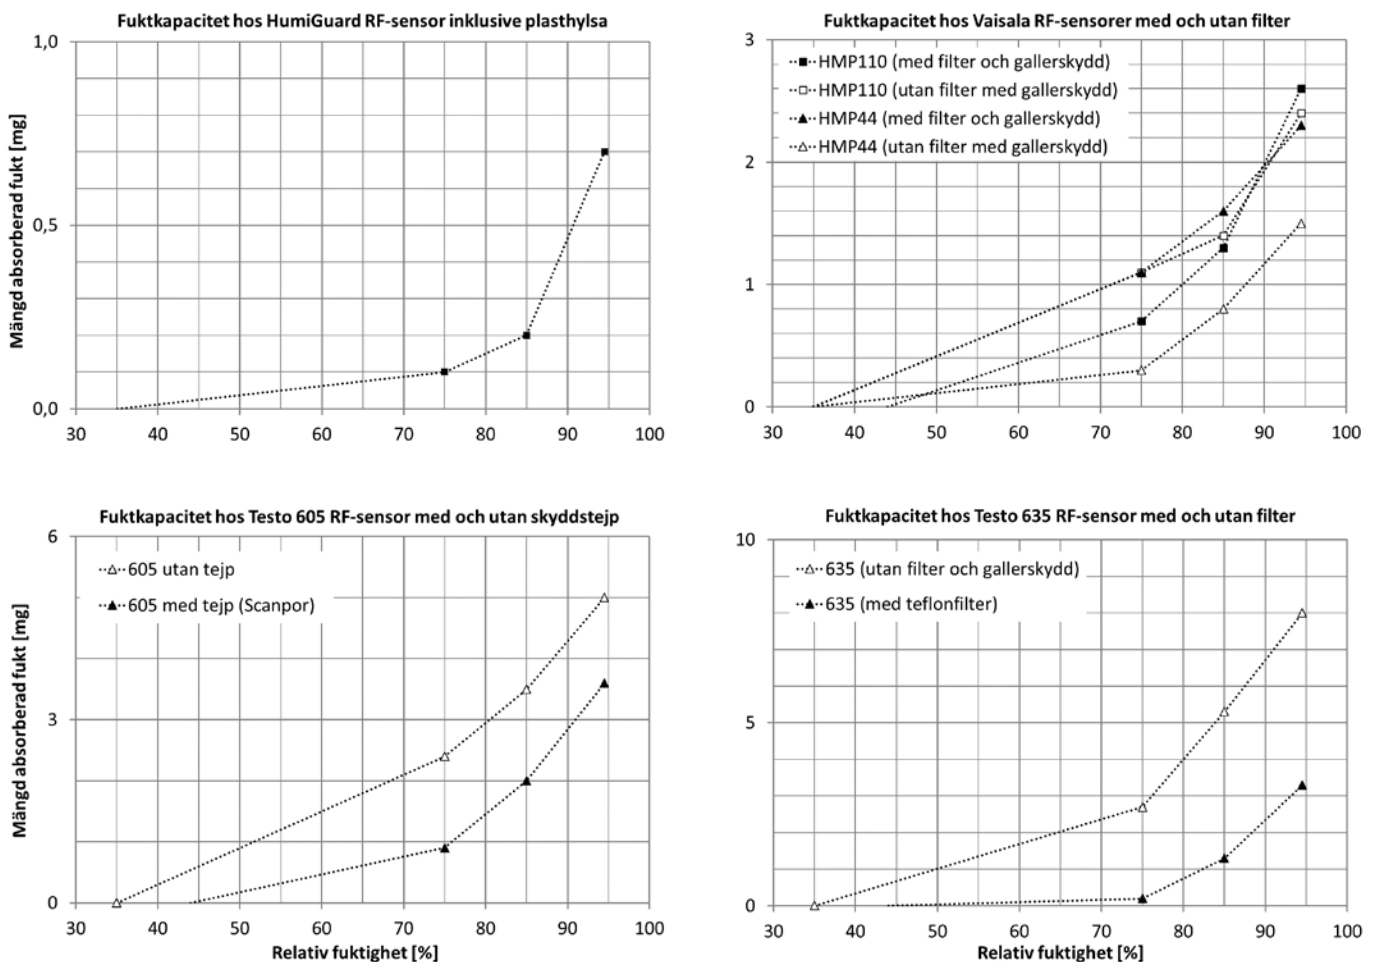 Fuktkapacitet hos HumiGuard RF-sensor inklusive plasthylsa
Mängd absorberad fukt [mg]
1,0
0,5
0,0
30 40 50 60 70 80 90 100
Fuktkapacitet hos Vaisala RF-sensorer med och utan filter
HMP110 (med filter och gallerskydd)
HMP110 (utan filter med gallerskydd)
HMP44 (med filter och gallerskydd)
HMP44 (utan filter med gallerskydd)
3
2
1
0
30 40 50 60 70 80 90 100
Fuktkapacitet hos Testo 605 RF-sensor med och utan skyddstejp
605 utan tejp
605 med tejp (Scanpor)
Mängd absorberad fukt [mg]
6
3
0
30 40 50 60 70 80 90 100
Relativ fuktighet [%]
Fuktkapacitet hos Testo 635 RF-sensor med och utan filter
635 (utan filter och gallerskydd)
635 (med teflonfilter)
10
5
0
30 40 50 60 70 80 90 100
Relativ fuktighet [%]